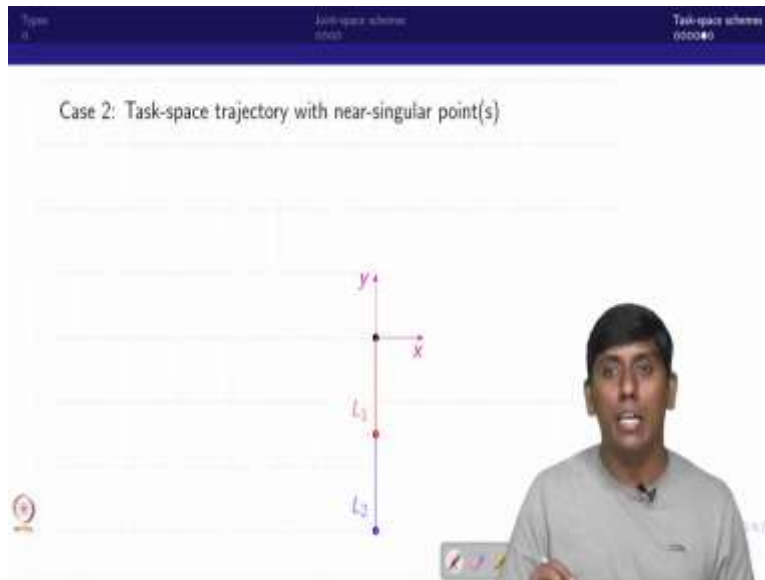 Types
Joint-space schemes
Task-space schemes
Case 2: Task-space trajectory with near-singular point(s)
y
x
L₁
L₂